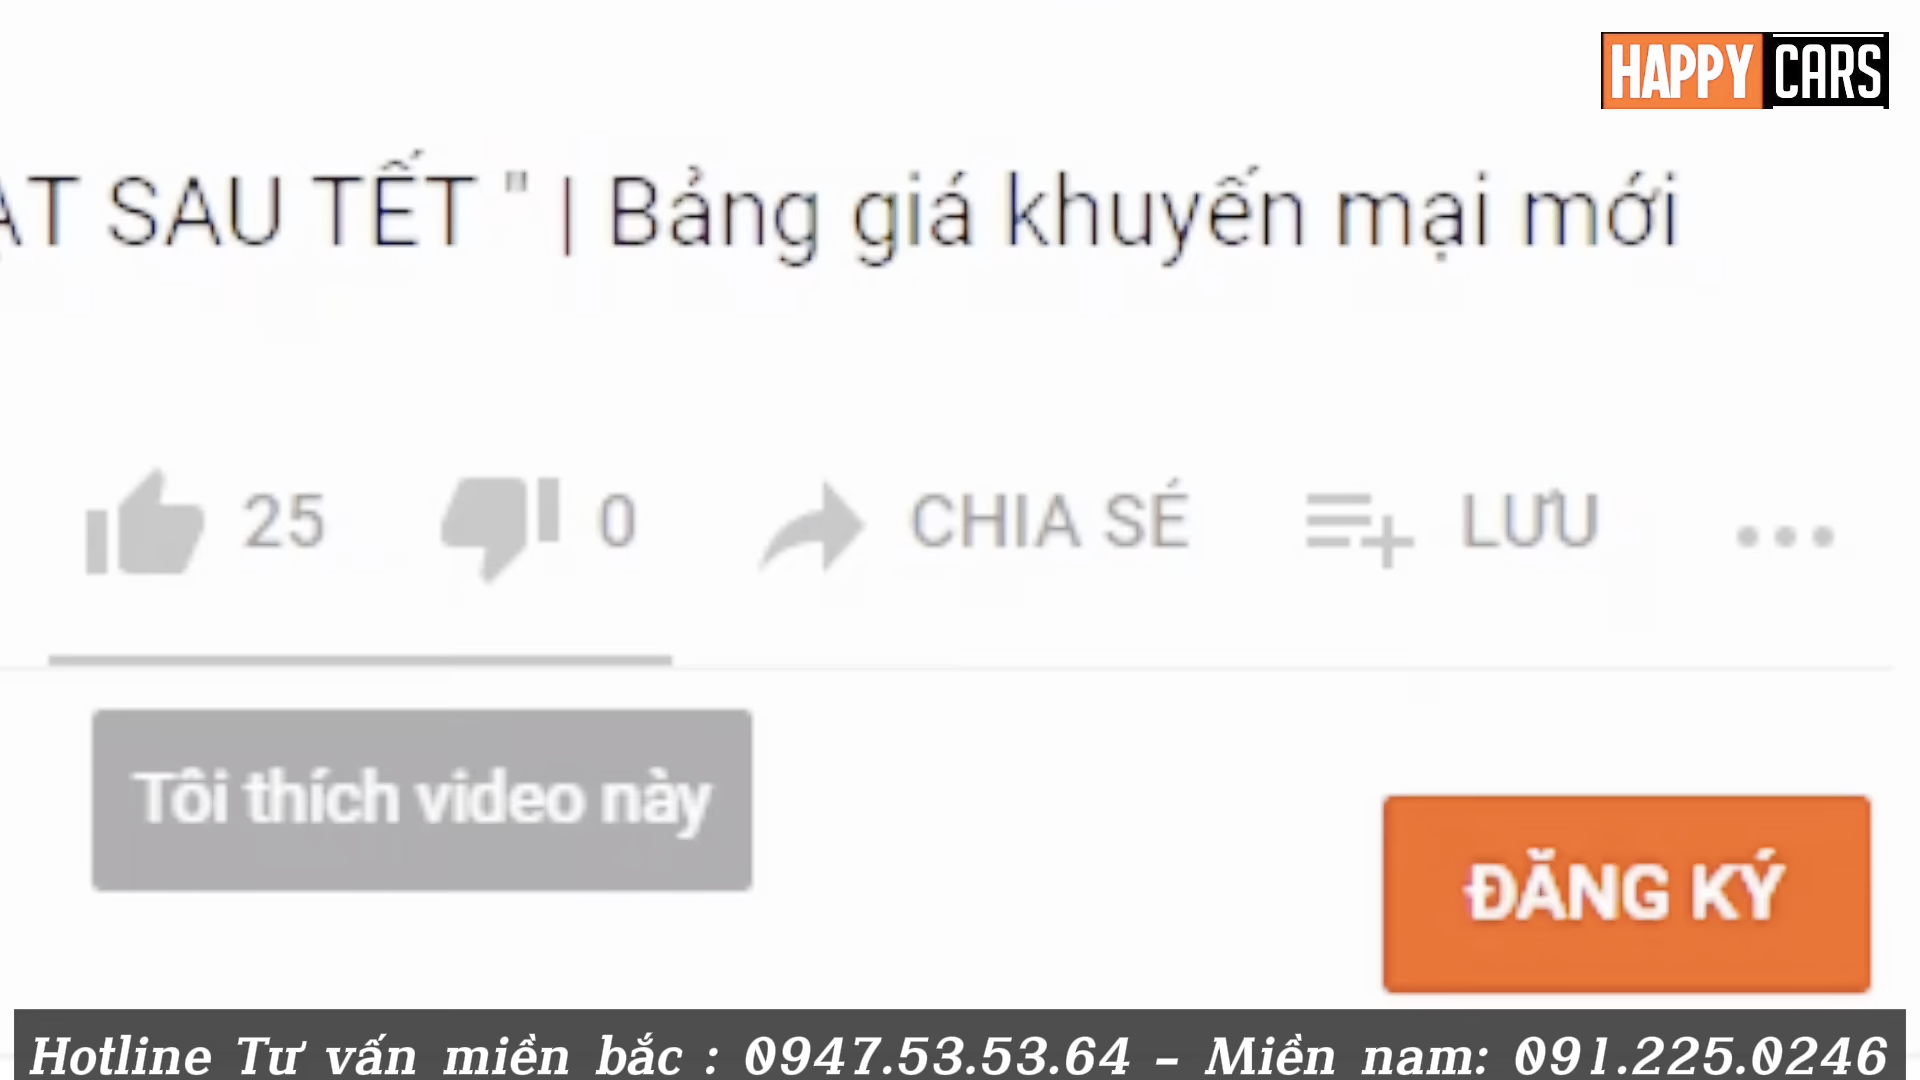 HAPPY CARS
ẠT SAU TẾT " | Bảng giá khuyến mại mới
25 0 CHIA SẺ LƯU
Tôi thích video này
ĐĂNG KÝ
Hotline Tư vấn miền bắc : 0947.53.53.64 - Miền nam: 091.225.0246